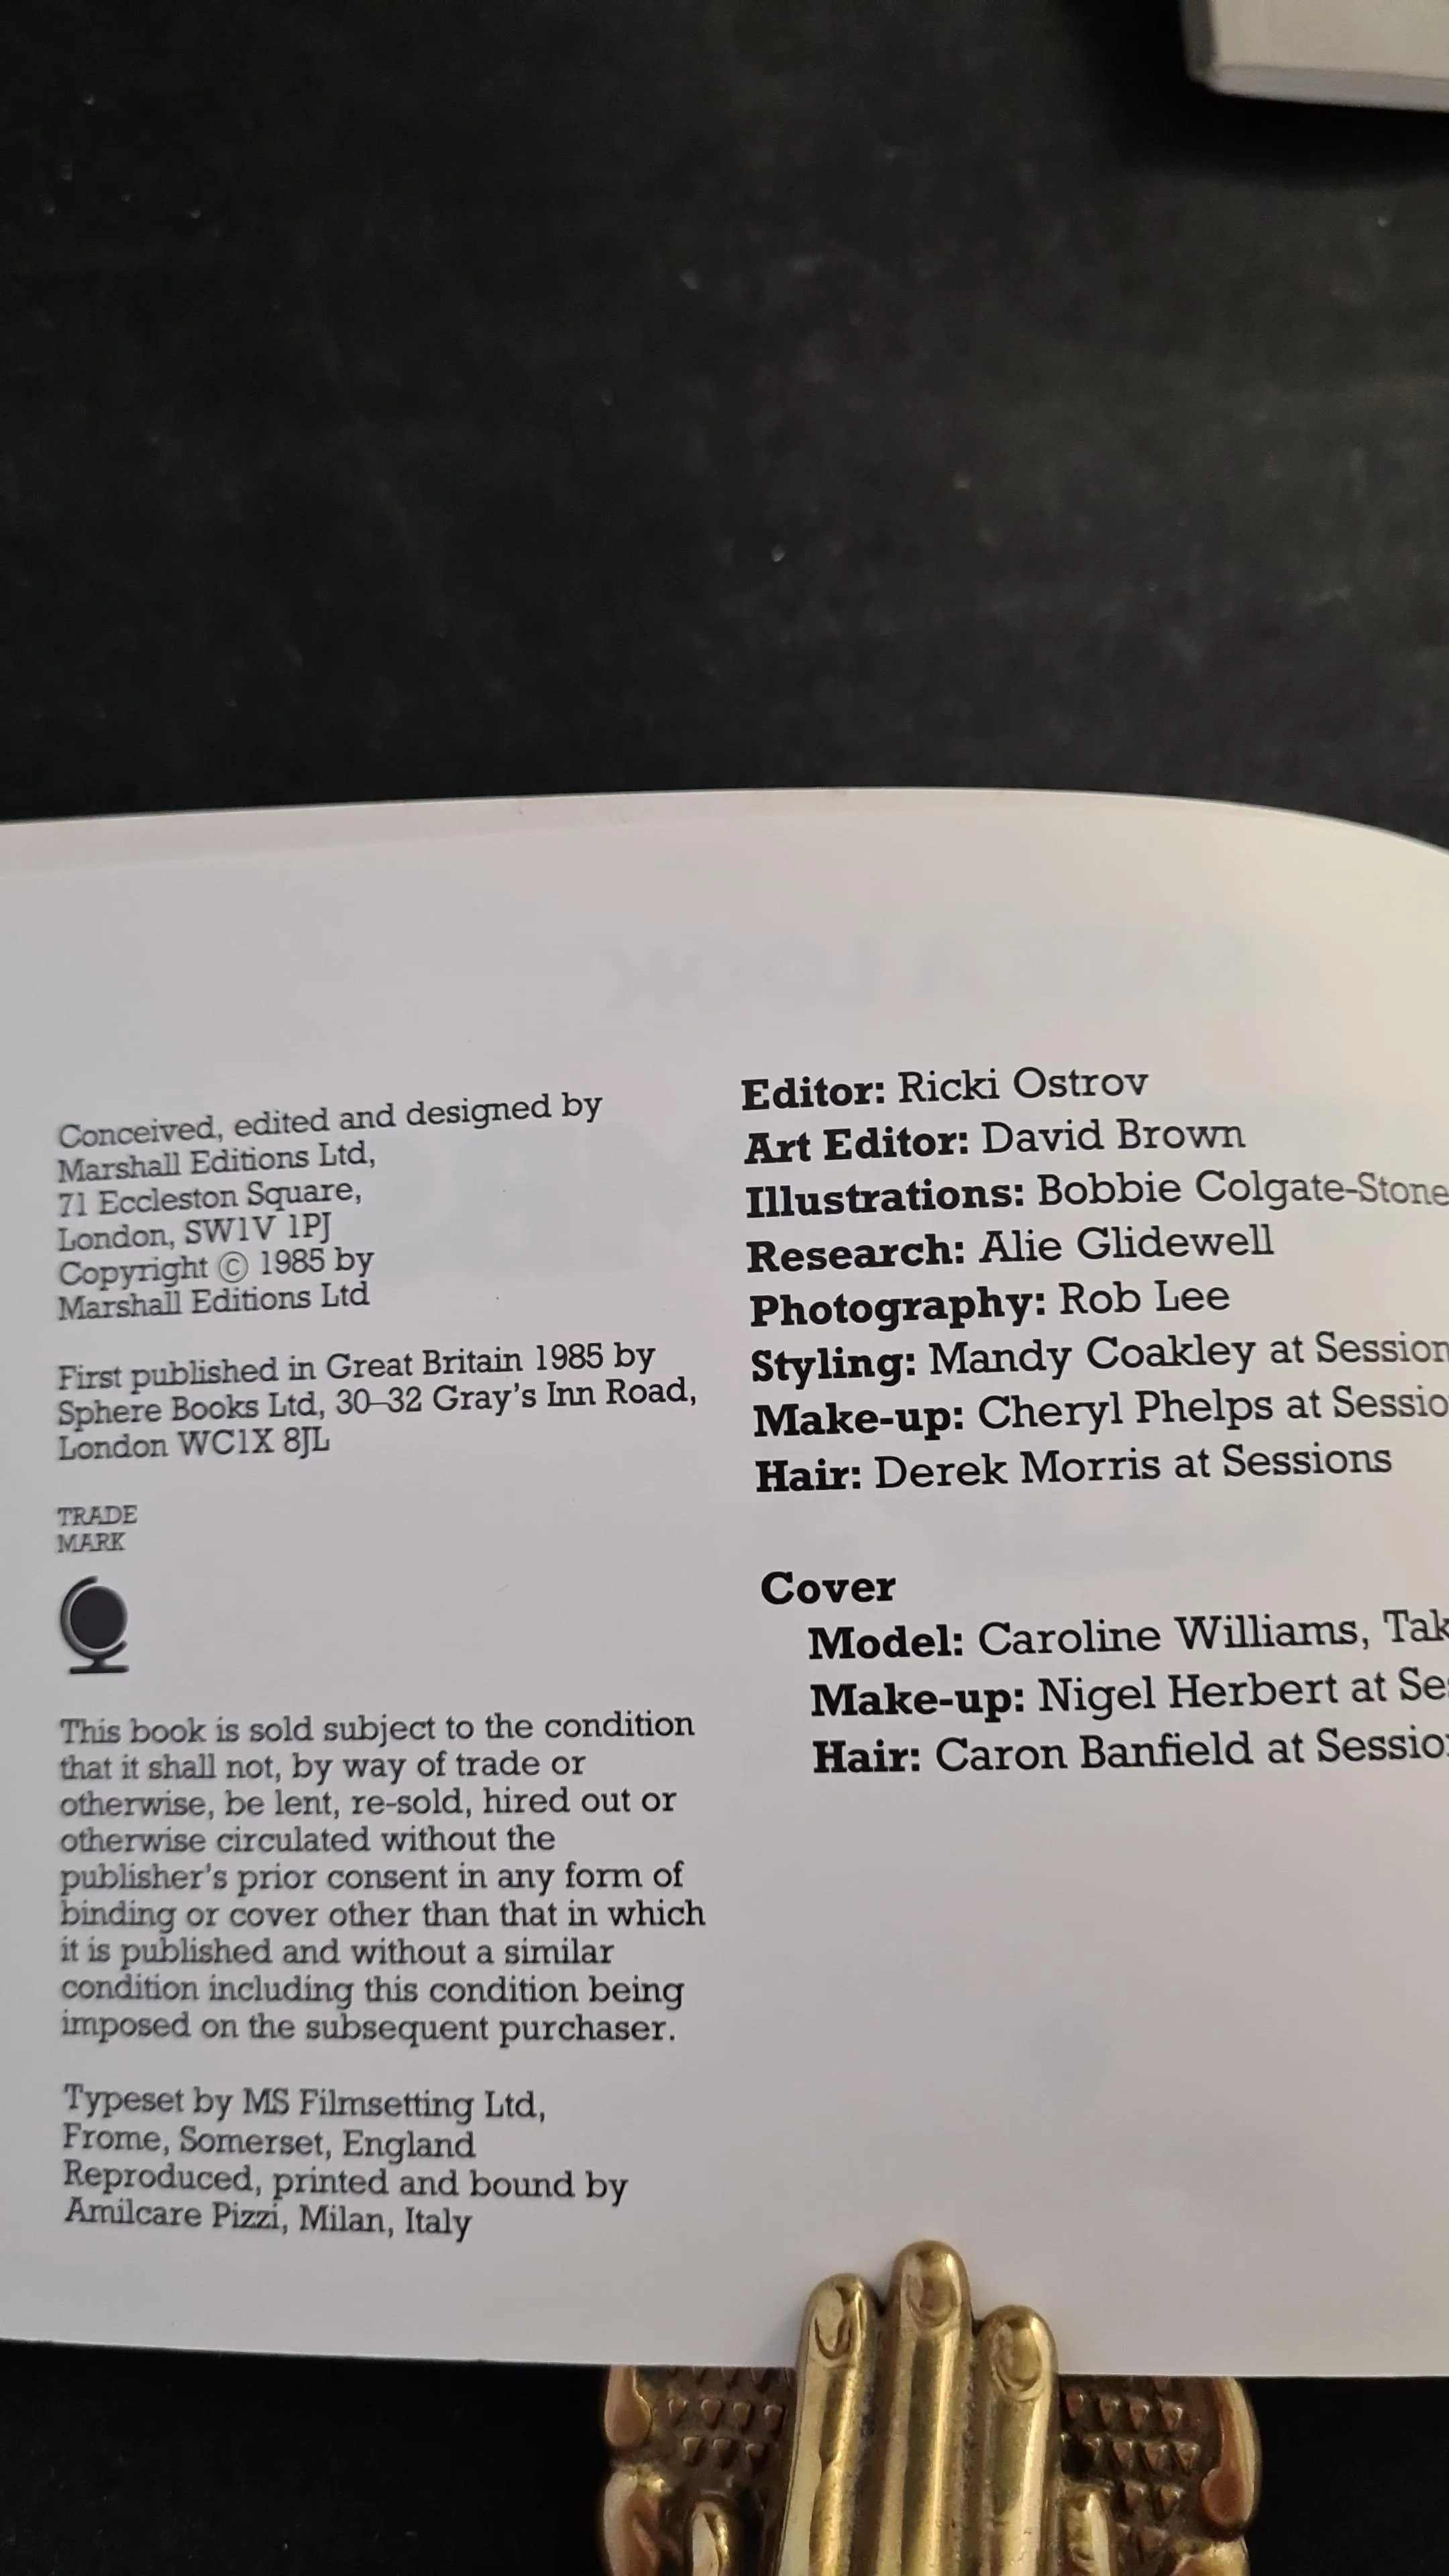 Conceived, edited and designed by
Marshall Editions Ltd,
71 Eccleston Square,
London, SW1V 1PJ
Copyright © 1985 by
Marshall Editions Ltd
First published in Great Britain 1985 by
Sphere Books Ltd, 30–32 Gray's Inn Road,
London WC1X 8JL
TRADE
MARK
This book is sold subject to the condition
that it shall not, by way of trade or
otherwise, be lent, re-sold, hired out or
otherwise circulated without the
publisher's prior consent in any form of
binding or cover other than that in which
it is published and without a similar
condition including this condition being
imposed on the subsequent purchaser.
Typeset by MS Filmsetting Ltd,
Frome, Somerset, England
Reproduced, printed and bound by
Amilcare Pizzi, Milan, Italy
Editor: Ricki Ostrov
Art Editor: David Brown
Illustrations: Bobbie Colgate-Stone
Research: Alie Glidewell
Photography: Rob Lee
Styling: Mandy Coakley at Session
Make-up: Cheryl Phelps at Sessio
Hair: Derek Morris at Sessions
Cover
Model: Caroline Williams, Tak
Make-up: Nigel Herbert at Se
Hair: Caron Banfield at Sessio